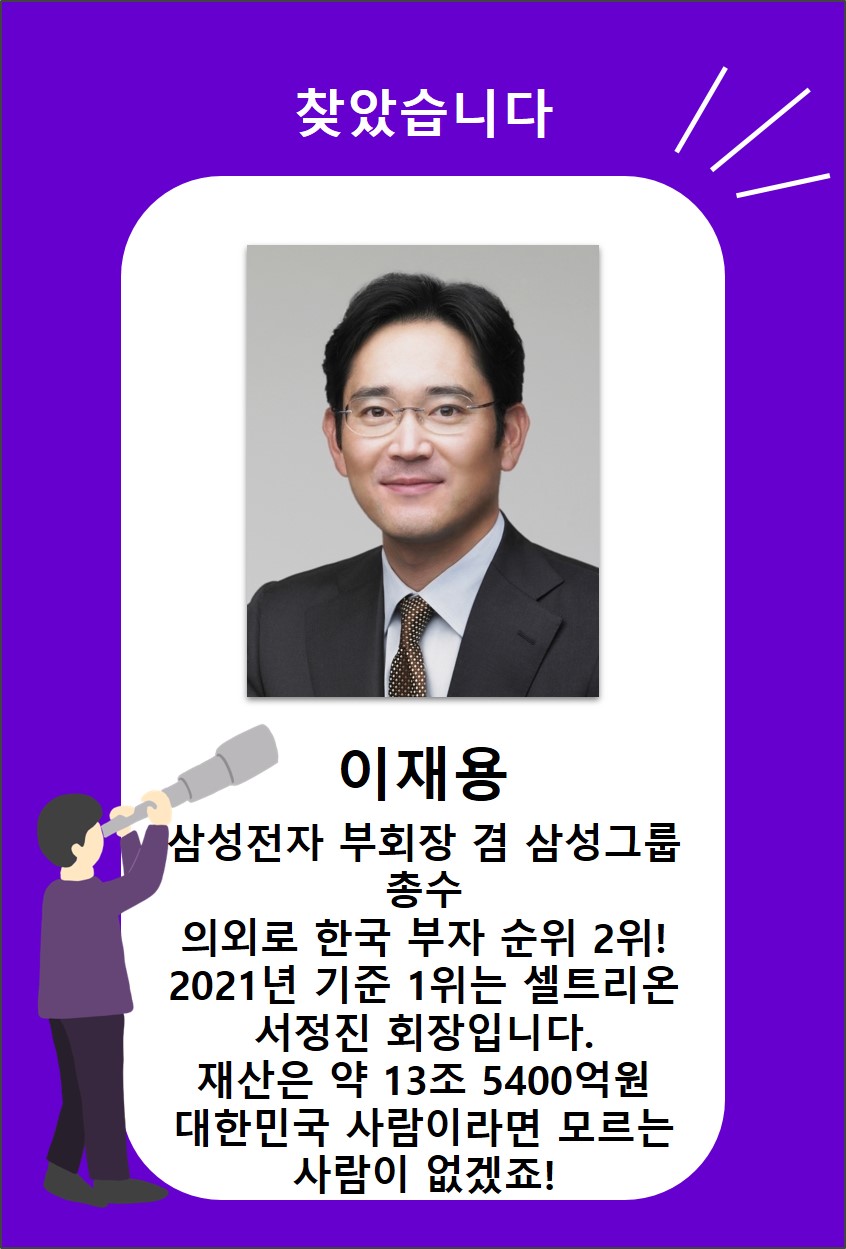 찾았습니다
이재용
삼성전자 부회장 겸 삼성그룹
총수
의외로 한국 부자 순위 2위!
2021년 기준 1위는 셀트리온
서정진 회장입니다.
재산은 약 13조 5400억원
대한민국 사람이라면 모르는
사람이 없겠죠!